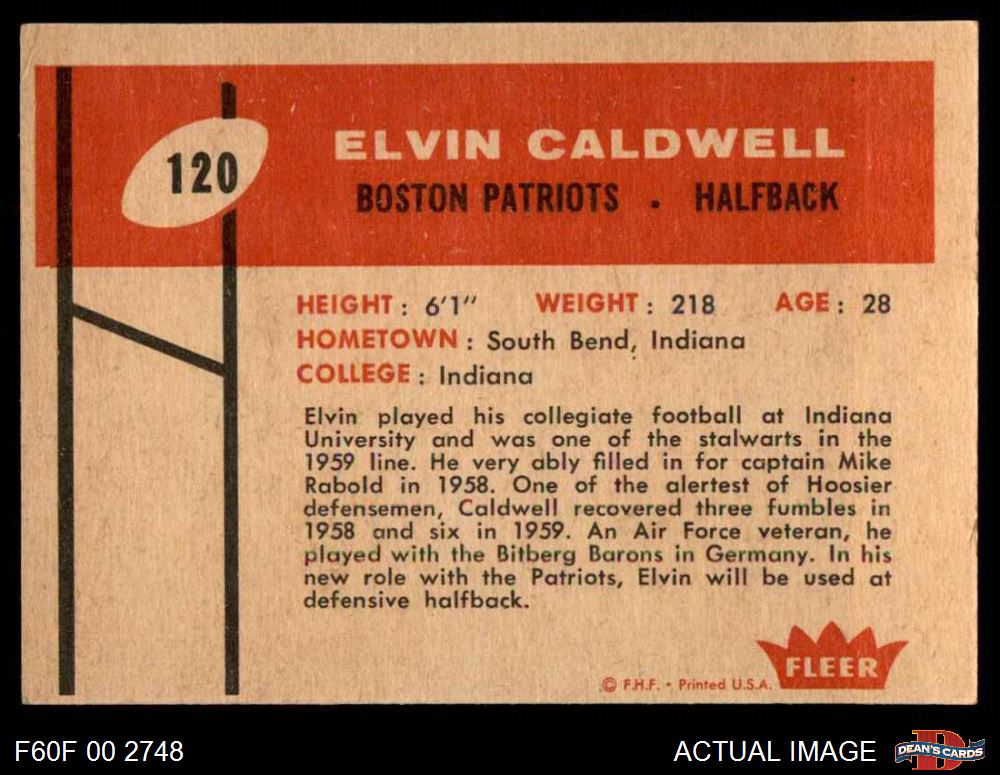 120
ELVIN CALDWELL
BOSTON PATRIOTS . HALFBACK
HEIGHT : 6'1" WEIGHT : 218 AGE : 28
HOMETOWN : South Bend, Indiana
COLLEGE : Indiana
Elvin played his collegiate football at Indiana
University and was one of the stalwarts in the
1959 line. He very ably filled in for captain Mike
Rabold in 1958. One of the alertest of Hoosier
defensemen, Caldwell recovered three fumbles in
1958 and six in 1959. An Air Force veteran, he
played with the Bitberg Barons in Germany. In his
new role with the Patriots, Elvin will be used at
defensive halfback.
FLEER
© F.H.F. • Printed U.S.A.
F60F 00 2748
ACTUAL IMAGE
D
DEAN'S CARDS